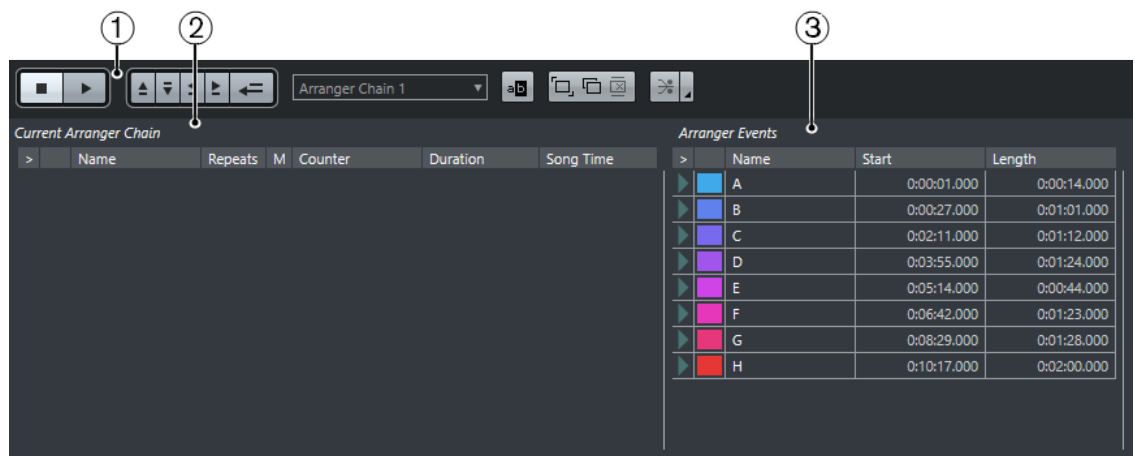 1 2 3
Arranger Chain 1 ab
Current Arranger Chain Arranger Events
> Name Repeats M Counter Duration Song Time > Name Start Length
A 0:00:01.000 0:00:14.000
B 0:00:27.000 0:01:01.000
C 0:02:11.000 0:01:12.000
D 0:03:55.000 0:01:24.000
E 0:05:14.000 0:00:44.000
F 0:06:42.000 0:01:23.000
G 0:08:29.000 0:01:28.000
H 0:10:17.000 0:02:00.000